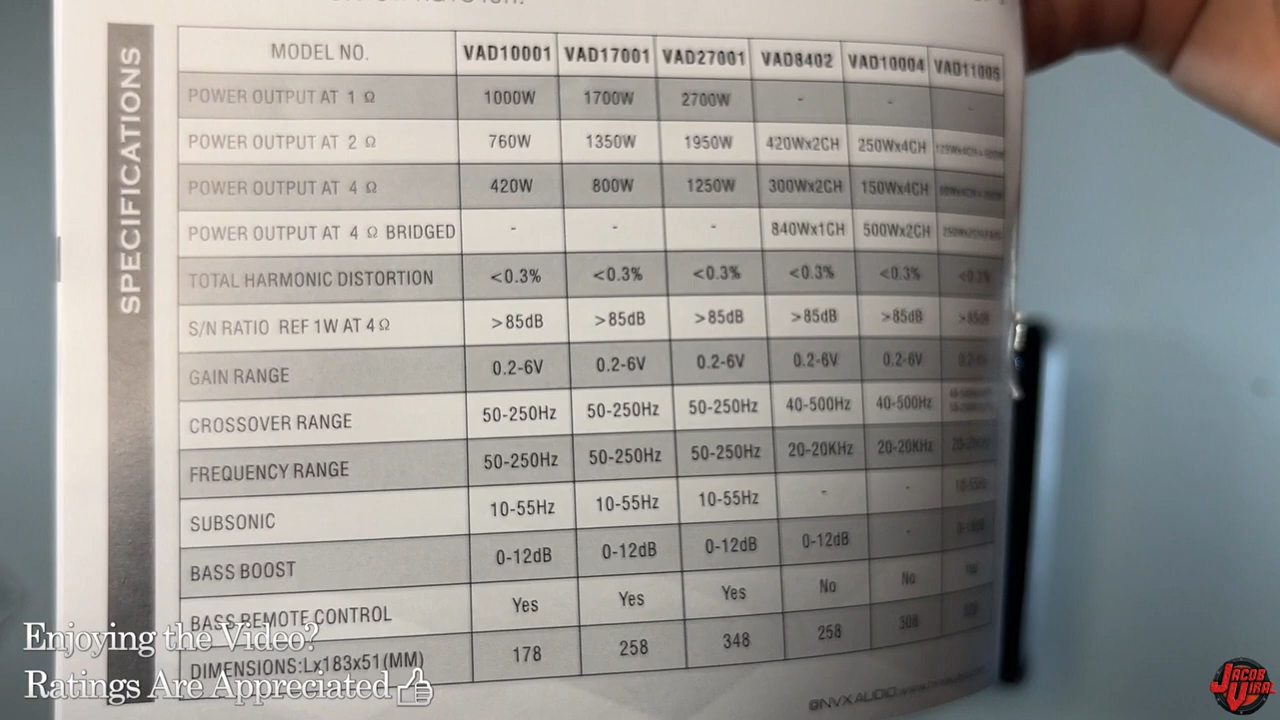 SPECIFICATIONS
MODEL NO. VAD10001 VAD17001 VAD27001 VAD8402 VAD10004 VAD11005
POWER OUTPUT AT 1 Ω 1000W 1700W 2700W - - -
POWER OUTPUT AT 2 Ω 760W 1350W 1950W 420Wx2CH 250Wx4CH
POWER OUTPUT AT 4 Ω 420W 800W 1250W 300Wx2CH 150Wx4CH
POWER OUTPUT AT 4 Ω BRIDGED - - - 840Wx1CH 500Wx2CH
TOTAL HARMONIC DISTORTION <0.3% <0.3% <0.3% <0.3% <0.3% <0.3%
S/N RATIO REF 1W AT 4 Ω >85dB >85dB >85dB >85dB >85dB >85dB
GAIN RANGE 0.2-6V 0.2-6V 0.2-6V 0.2-6V 0.2-6V
CROSSOVER RANGE 50-250Hz 50-250Hz 50-250Hz 40-500Hz 40-500Hz
FREQUENCY RANGE 50-250Hz 50-250Hz 50-250Hz 20-20KHz 20-20KHz
SUBSONIC 10-55Hz 10-55Hz 10-55Hz - -
BASS BOOST 0-12dB 0-12dB 0-12dB 0-12dB -
BASS REMOTE CONTROL Yes Yes Yes No No
DIMENSIONS:Lx183x51(MM) 178 258 348 258 308
NVX AUDIO
Enjoying the Video?
Ratings Are Appreciated
JACOB VIRAL